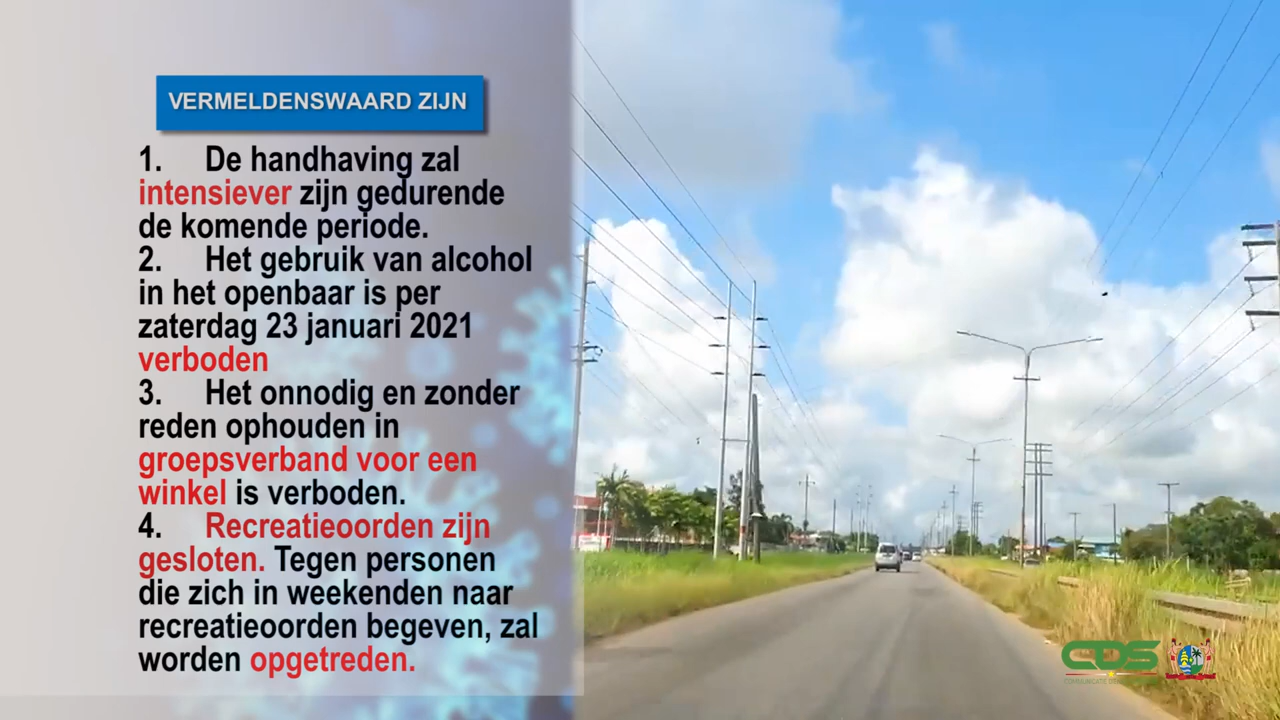 VERMELDENSWAARD ZIJN
1. De handhaving zal
intensiever zijn gedurende
de komende periode.
2. Het gebruik van alcohol
in het openbaar is per
zaterdag 23 januari 2021
verboden
3. Het onnodig en zonder
reden ophouden in
groepsverband voor een
winkel is verboden.
4. Recreatieoorden zijn
gesloten. Tegen personen
die zich in weekenden naar
recreatieoorden begeven, zal
worden opgetreden.
CDS